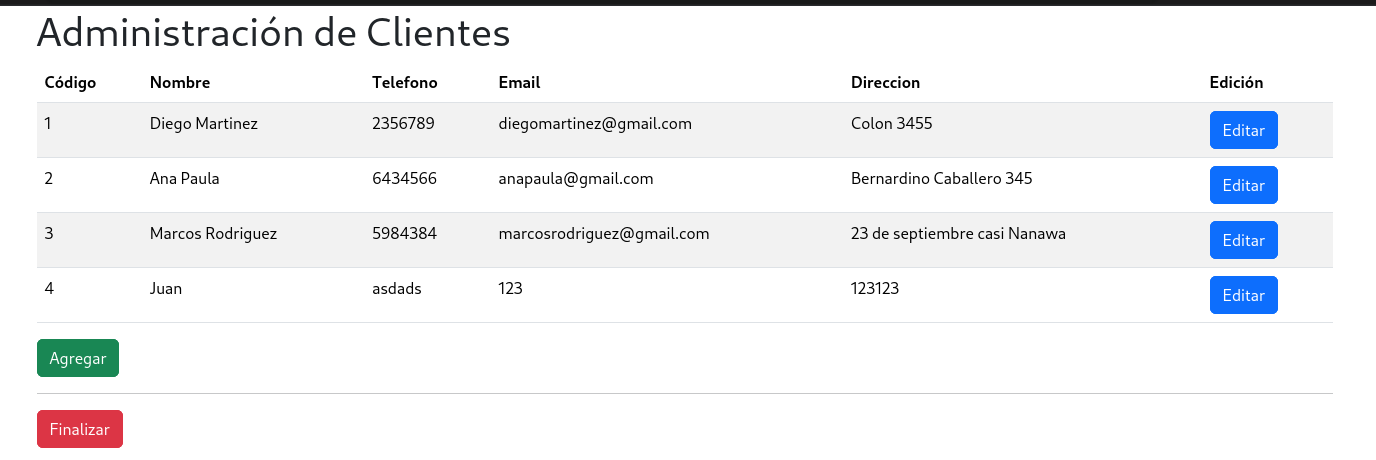 Administración de Clientes
Código Nombre Telefono Email Direccion Edición
1 Diego Martinez 2356789 diegomartinez@gmail.com Colon 3455 Editar
2 Ana Paula 6434566 anapaula@gmail.com Bernardino Caballero 345 Editar
3 Marcos Rodriguez 5984384 marcosrodriguez@gmail.com 23 de septiembre casi Nanawa Editar
4 Juan asdads 123 123123 Editar
Agregar
Finalizar